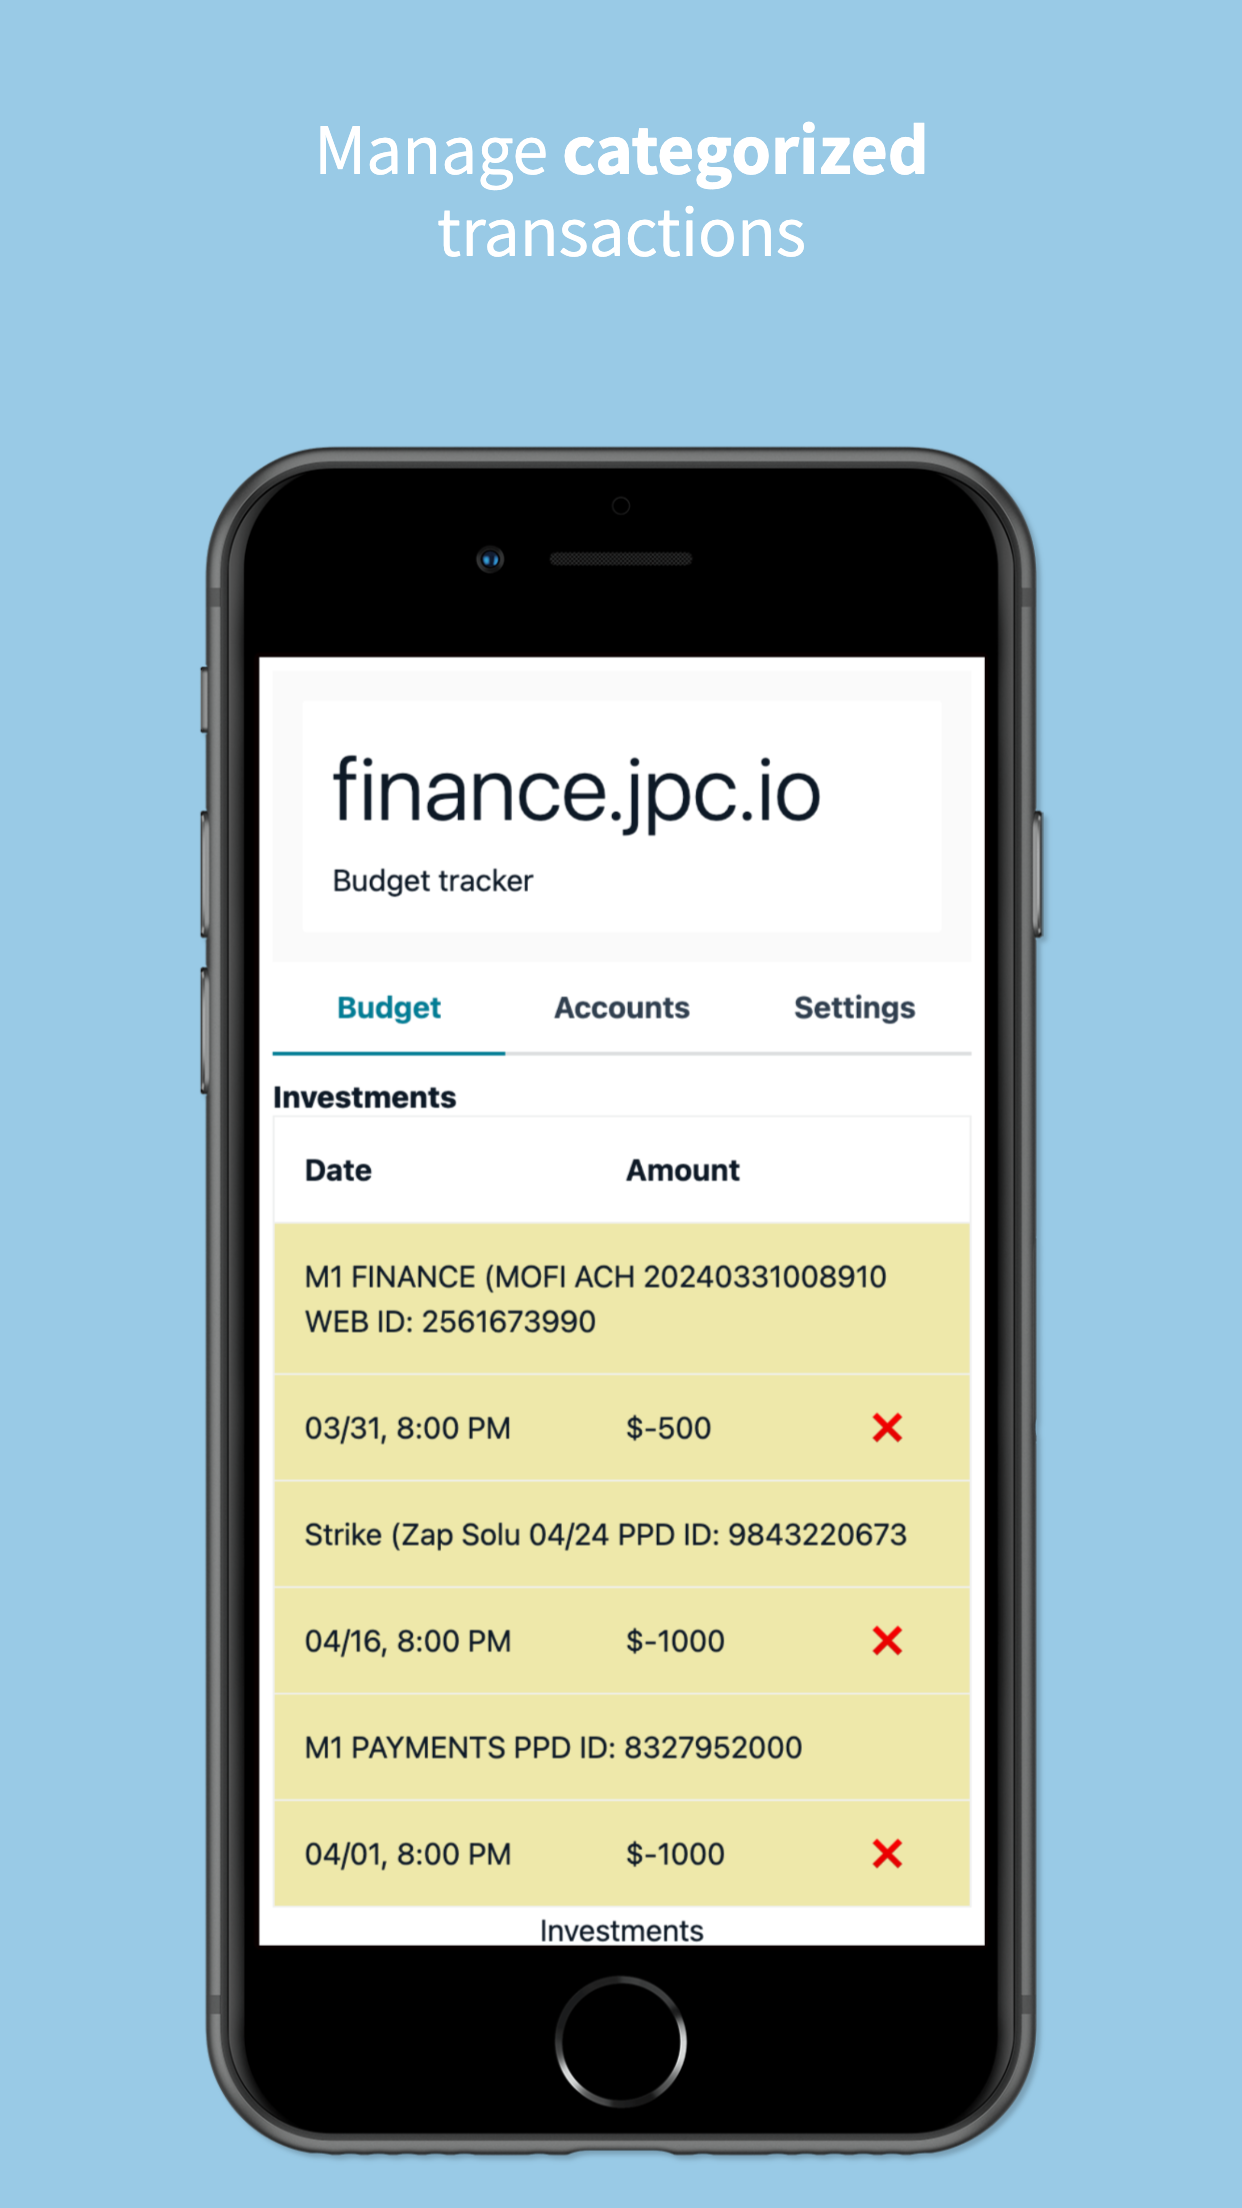 Manage categorized
transactions
finance.jpc.io
Budget tracker
Budget Accounts Settings
Investments
Date Amount
M1 FINANCE (MOFI ACH 20240331008910
WEB ID: 2561673990
03/31, 8:00 PM $-500 ❌
Strike (Zap Solu 04/24 PPD ID: 9843220673
04/16, 8:00 PM $-1000 ❌
M1 PAYMENTS PPD ID: 8327952000
04/01, 8:00 PM $-1000 ❌
Investments